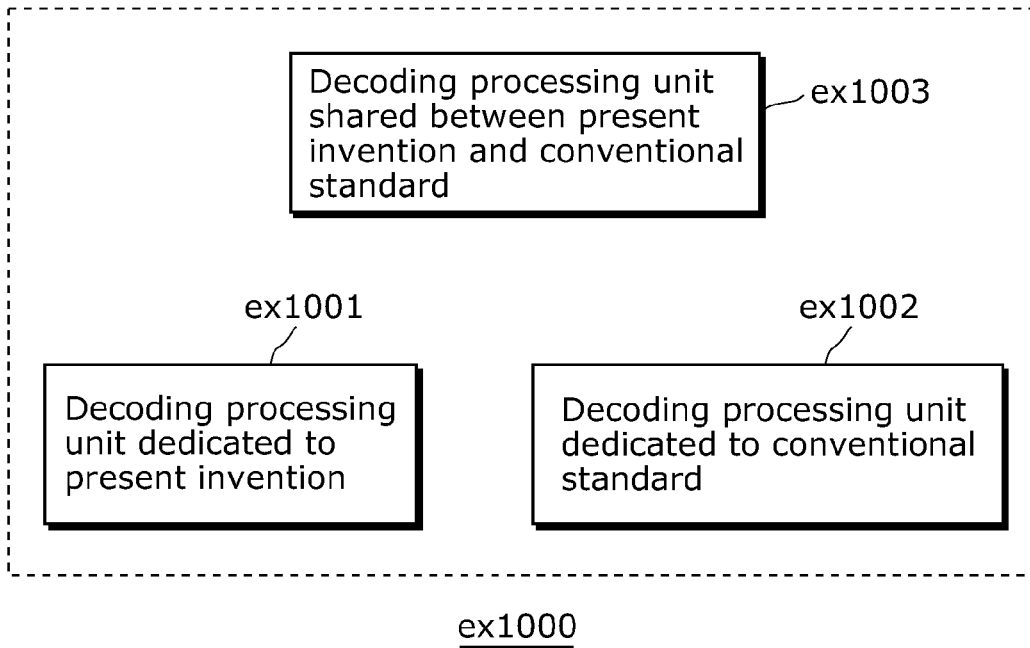 Decoding processing unit
shared between present
invention and conventional
standard
ex1003
ex1001
Decoding processing
unit dedicated to
present invention
ex1002
Decoding processing unit
dedicated to conventional
standard
ex1000